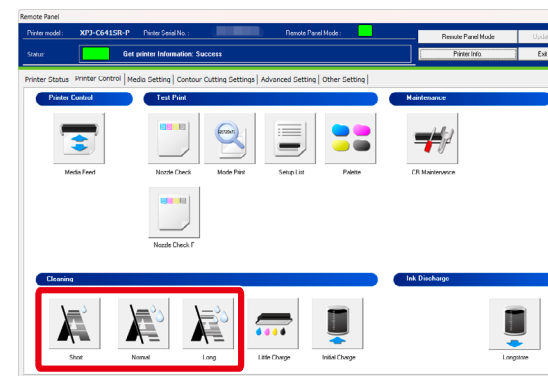 Remote Panel
Printer model : XPJ-C641SR-P Printer Serial No. : Remote Panel Mode :
Remote Panel Mode
Status: Get printer Information: Success
Printer Info. Exit
Printer Status Printer Control Media Setting Contour Cutting Settings Advanced Setting Other Setting
Printer Control Test Print Maintenance
Media Feed Nozzle Check Mode Print Setup List Palette CR Maintenance
Nozzle Check F
Cleaning Ink Discharge
Short Normal Long Little Charge Initial Charge Longstore